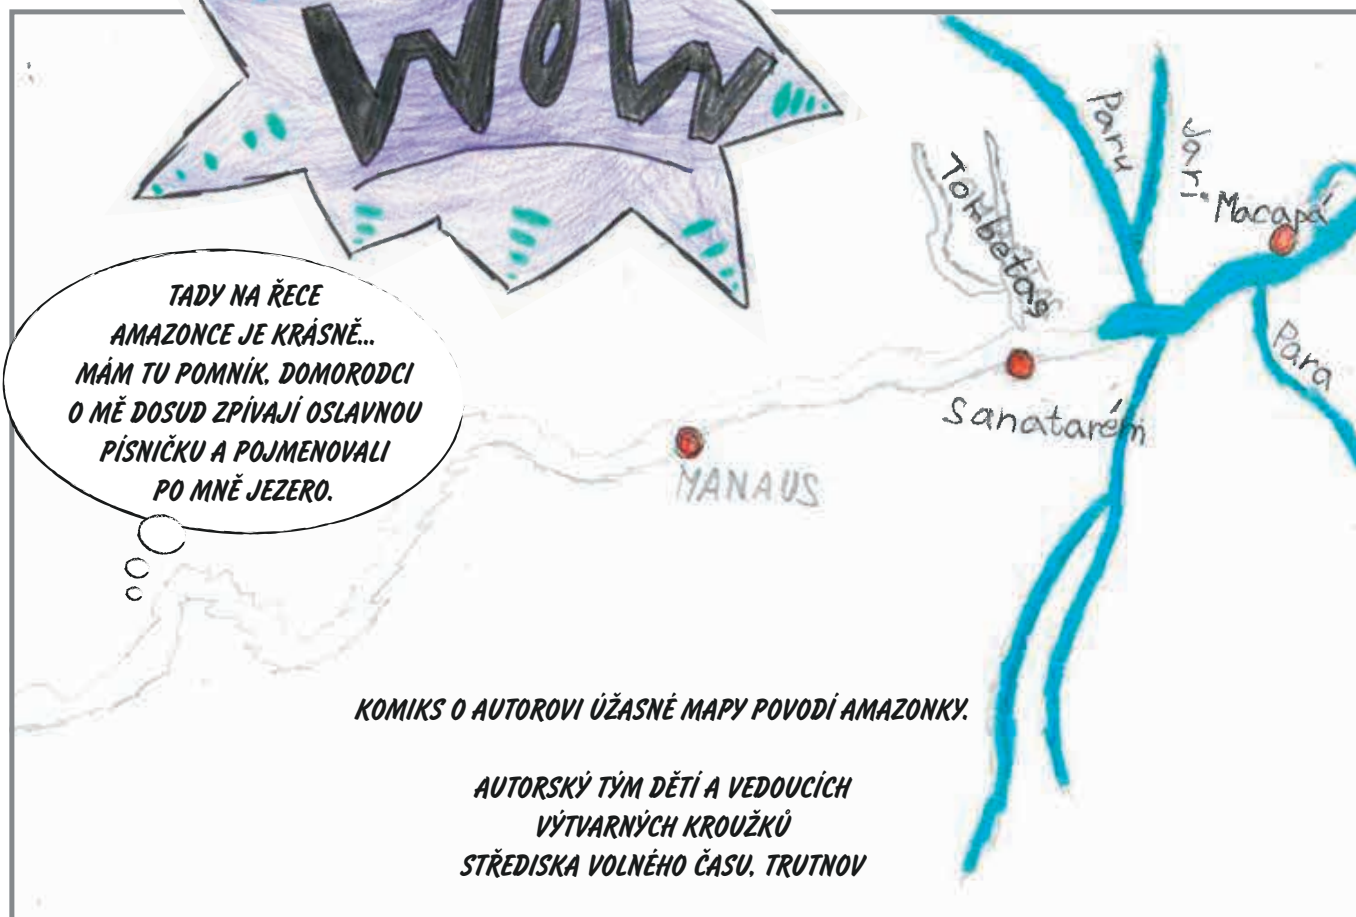 WOW
Paru
Jari
Macapá
Tokbetas
Para
Sanatarém
MANAUS
TADY NA ŘECE
AMAZONCE JE KRÁSNĚ...
MÁM TU POMNÍK, DOMORODCI
O MĚ DOSUD ZPÍVAJÍ OSLAVNOU
PÍSNIČKU A POJMENOVALI
PO MNĚ JEZERO.
KOMIKS O AUTOROVI ÚŽASNÉ MAPY POVODÍ AMAZONKY.
AUTORSKÝ TÝM DĚTÍ A VEDOUCÍCH
VÝTVARNÝCH KROUŽKŮ
STŘEDISKA VOLNÉHO ČASU, TRUTNOV